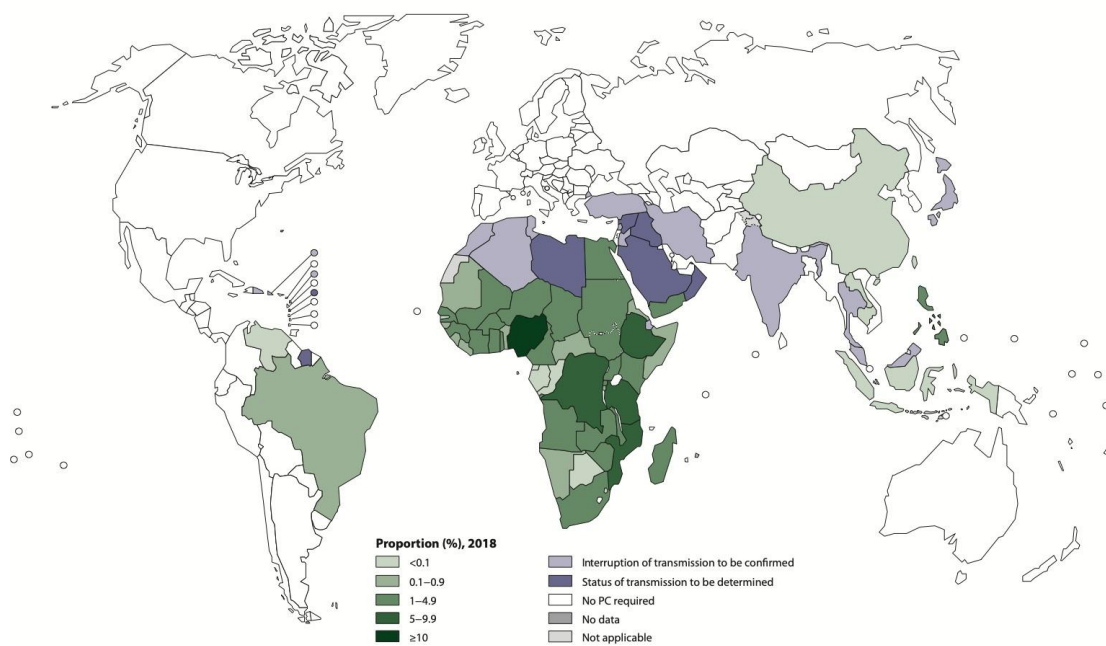 Proportion (%), 2018
<0.1
0.1–0.9
1–4.9
5–9.9
≥10
Interruption of transmission to be confirmed
Status of transmission to be determined
No PC required
No data
Not applicable